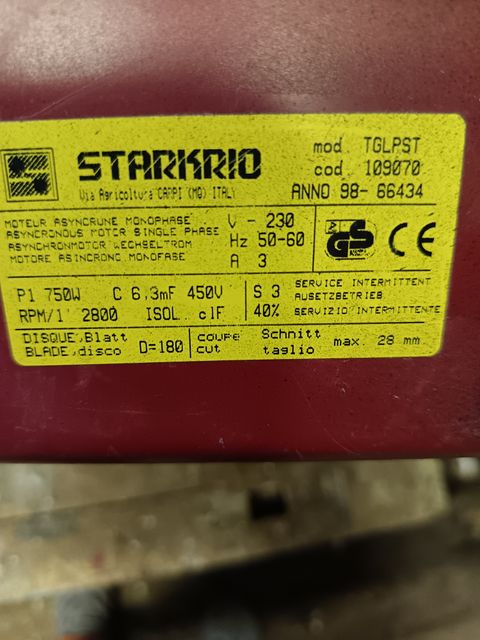 STARKRIO
Via Agricoltura CARPI (MO) ITALY
mod. TGLPST
cod. 109070
ANNO 98- 66434
MOTEUR ASYNCRUNE MONOPHASE
ASYNCRONOUS MOTOR SINGLE PHASE
ASYNCHRONMOTOR WECHSELTROM
MOTORE ASINCRONO MONOFASE
V - 230
Hz 50-60
A 3
GS
CE
P1 750W C 6,3mF 450V
RPM/1' 2800 ISOL. clF
S 3
40%
SERVICE INTERMITTENT
AUSETZBETRIEB
SERVIZIO INTERMITTENTE
DISQUE,Blatt
BLADE,disco
D=180
COUPE Schnitt
cut taglio
max. 28 mm